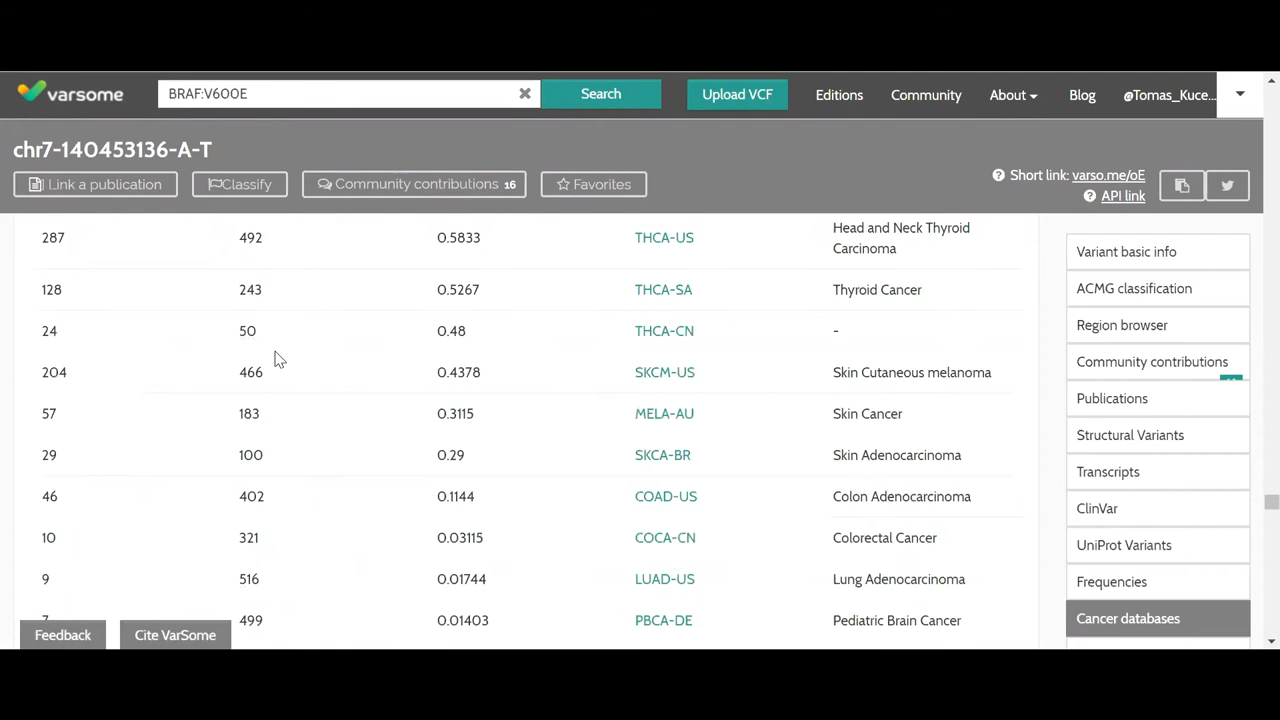 varsome
BRAF:V6OOE
Search
Upload VCF
Editions
Community
About
Blog
@Tomas_Kuce...
chr7-140453136-A-T
Link a publication
Classify
Community contributions 16
Favorites
Short link: varso.me/oE
API link
287 492 0.5833 THCA-US Head and Neck Thyroid
Carcinoma
128 243 0.5267 THCA-SA Thyroid Cancer
24 50 0.48 THCA-CN -
204 466 0.4378 SKCM-US Skin Cutaneous melanoma
57 183 0.3115 MELA-AU Skin Cancer
29 100 0.29 SKCA-BR Skin Adenocarcinoma
46 402 0.1144 COAD-US Colon Adenocarcinoma
10 321 0.03115 COCA-CN Colorectal Cancer
9 516 0.01744 LUAD-US Lung Adenocarcinoma
7 499 0.01403 PBCA-DE Pediatric Brain Cancer
Feedback
Cite VarSome
Variant basic info
ACMG classification
Region browser
Community contributions
Publications
Structural Variants
Transcripts
ClinVar
UniProt Variants
Frequencies
Cancer databases